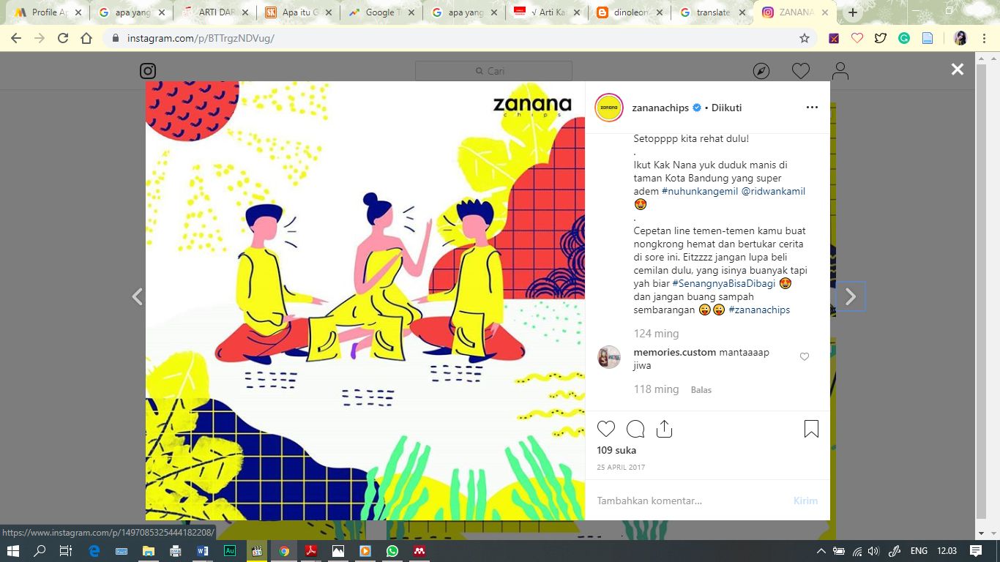 Profile Ap
apa yang
ARTI DAR
Apa itu G
Google T
apa yang
√ Arti Ka
dinoleon
translate
ZANANA
instagram.com/p/BTTrgzNDVug/
Cari
zanana
chips
zanana
zananachips • Diikuti
Setopppp kita rehat dulu!
.
Ikut Kak Nana yuk duduk manis di
taman Kota Bandung yang super
adem #nuhunkangemil @ridwankamil
😍
.
Cepetan line temen-temen kamu buat
nongkrong hemat dan bertukar cerita
di sore ini. Eitzzzz jangan lupa beli
cemilan dulu, yang isinya buanyak tapi
yah biar #SenangnyaBisaDibagi 😍
dan jangan buang sampah
sembarangan 😜😜 #zananachips
124 ming
memories.custom mantaaaap
jiwa
118 ming Balas
109 suka
25 APRIL 2017
Tambahkan komentar... Kirim
https://www.instagram.com/p/1497085325444182208/
ENG 12.03